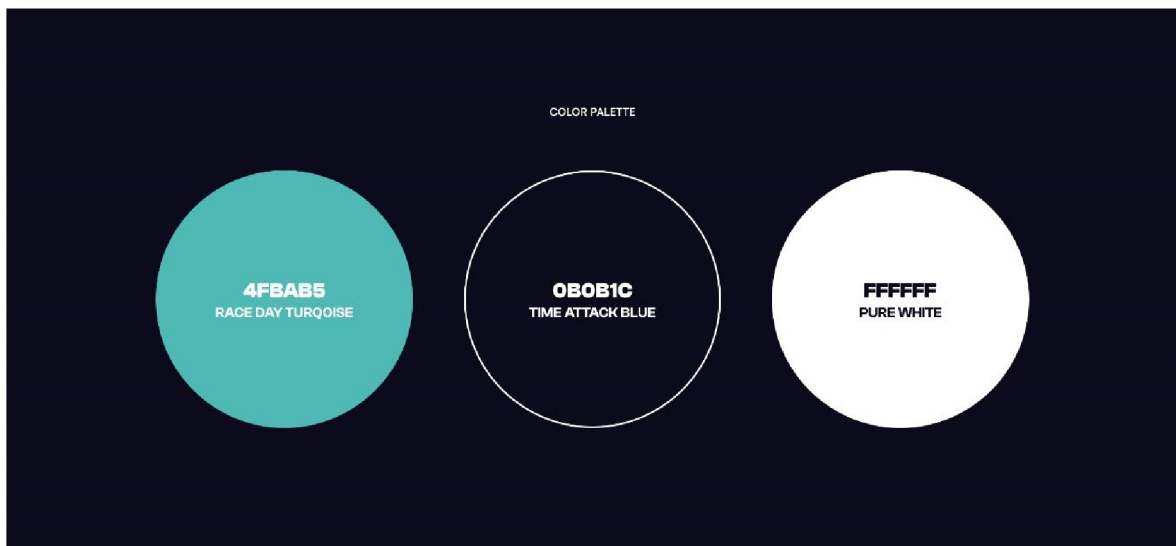 COLOR PALETTE
4FBAB5
RACE DAY TURQOISE
0B0B1C
TIME ATTACK BLUE
FFFFFF
PURE WHITE